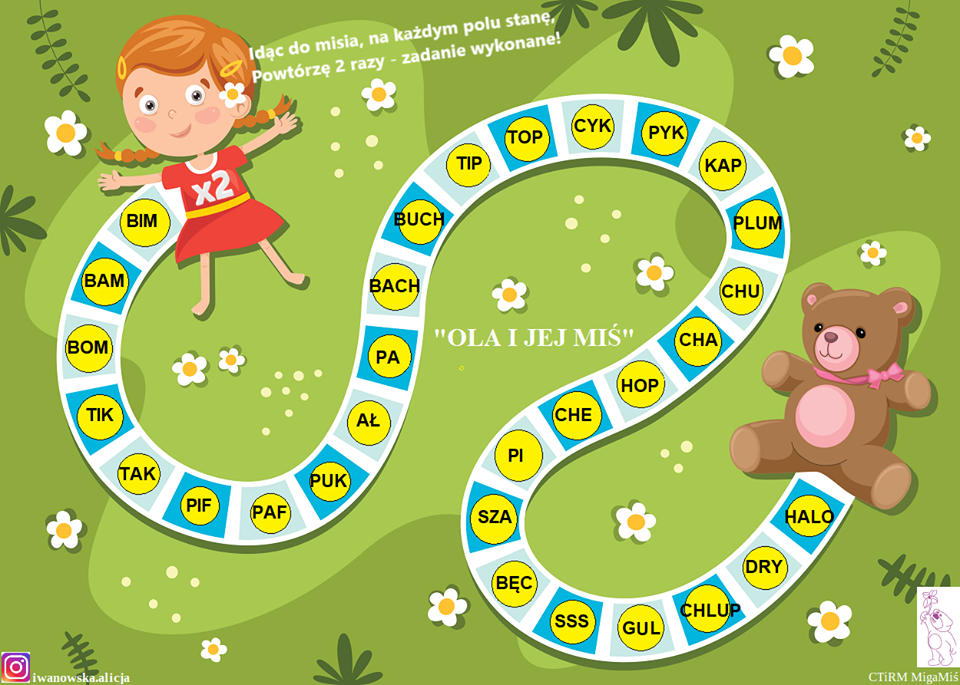 Idąc do misia, na każdym polu stanę,
Powtórzę 2 razy - zadanie wykonane!
X2
BIM
BAM
BOM
TIK
TAK
PIF
PAF
PUK
AŁ
PA
BACH
BUCH
TIP
TOP
CYK
PYK
KAP
PLUM
CHU
CHA
HOP
CHE
PI
SZA
BĘC
SSS
GUL
CHLUP
DRY
HALO
"OLA I JEJ MIŚ"
iwanowska.alicja
CTiRM MigaMiś